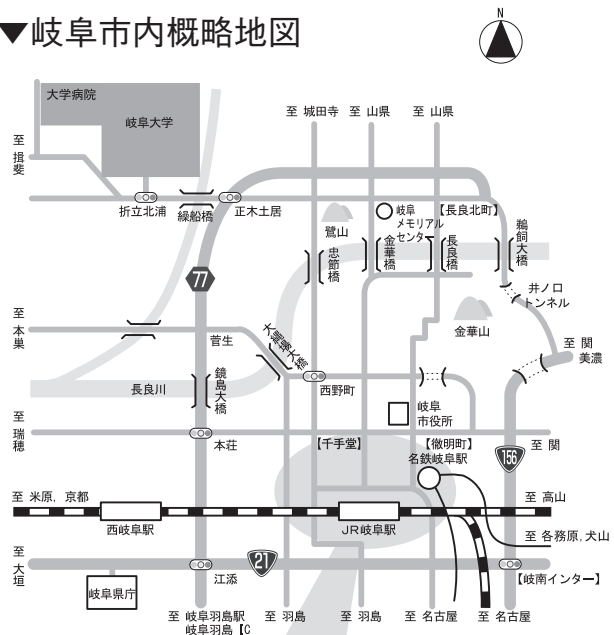 ▼岐阜市内概略地図
N
大学病院
岐阜大学
至 城田寺
至 山県
至 山県
至 揖斐
折立北浦
繰船橋
正木土居
鷺山
岐阜
メモリアル
センター
【長良北町】
忠節橋
金華橋
長良橋
鵜飼大橋
77
井ノ口
トンネル
金華山
至 本巣
菅生
大縄場大橋
至 関
美濃
長良川
鏡島大橋
西野町
岐阜
市役所
至 瑞穂
本荘
【千手堂】
【徹明町】
名鉄岐阜駅
156
至 関
至 米原, 京都
至 高山
西岐阜駅
JR岐阜駅
至 各務原, 犬山
至 大垣
21
江添
岐阜県庁
【岐南インター】
至 岐阜羽島駅
岐阜羽島【C
至 羽島
至 羽島
至 名古屋
至 名古屋